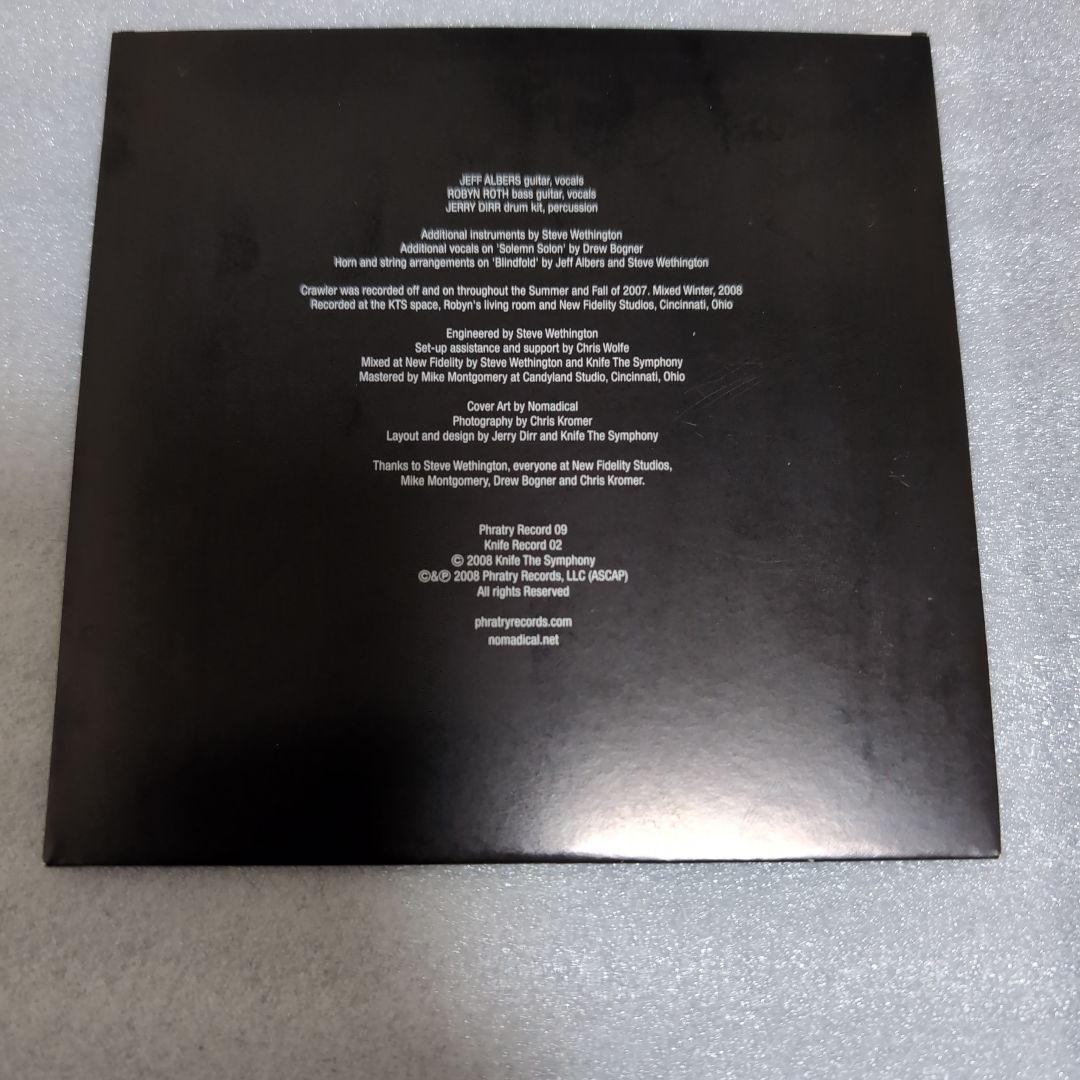 JEFF ALBERS guitar, vocals
ROBYN ROTH bass guitar, vocals
JERRY DIRR drum kit, percussion
Additional instruments by Steve Wethington
Additional vocals on 'Solemn Solon' by Drew Bogner
Horn and string arrangements on 'Blindfold' by Jeff Albers and Steve Wethington
Crawler was recorded off and on throughout the Summer and Fall of 2007. Mixed Winter, 2008
Recorded at the KTS space, Robyn's living room and New Fidelity Studios, Cincinnati, Ohio
Engineered by Steve Wethington
Set-up assistance and support by Chris Wolfe
Mixed at New Fidelity by Steve Wethington and Knife The Symphony
Mastered by Mike Montgomery at Candyland Studio, Cincinnati, Ohio
Cover Art by Nomadical
Photography by Chris Kromer
Layout and design by Jerry Dirr and Knife The Symphony
Thanks to Steve Wethington, everyone at New Fidelity Studios,
Mike Montgomery, Drew Bogner and Chris Kromer.
Phratry Record 09
Knife Record 02
© 2008 Knife The Symphony
©&℗ 2008 Phratry Records, LLC (ASCAP)
All rights Reserved
phratryrecords.com
nomadical.net